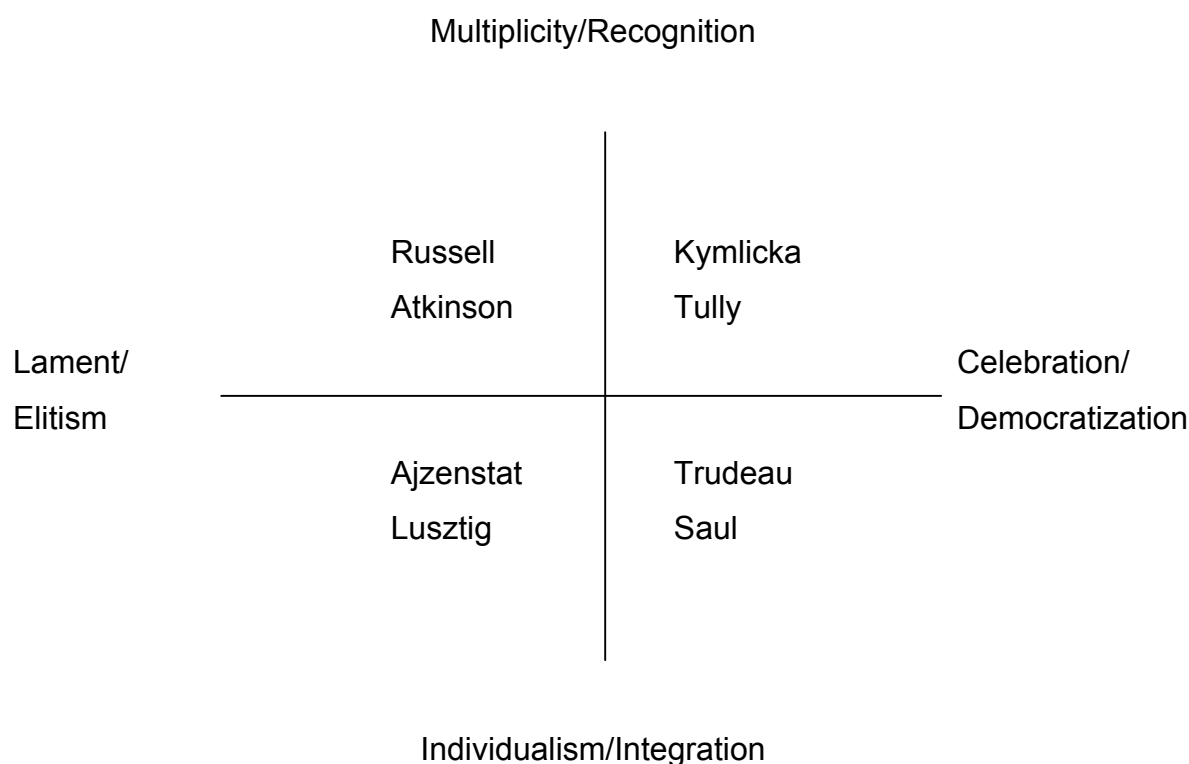 Multiplicity/Recognition
Russell
Kymlicka
Atkinson
Tully
Lament/
Elitism
Celebration/
Democratization
Ajzenstat
Trudeau
Lusztig
Saul
Individualism/Integration